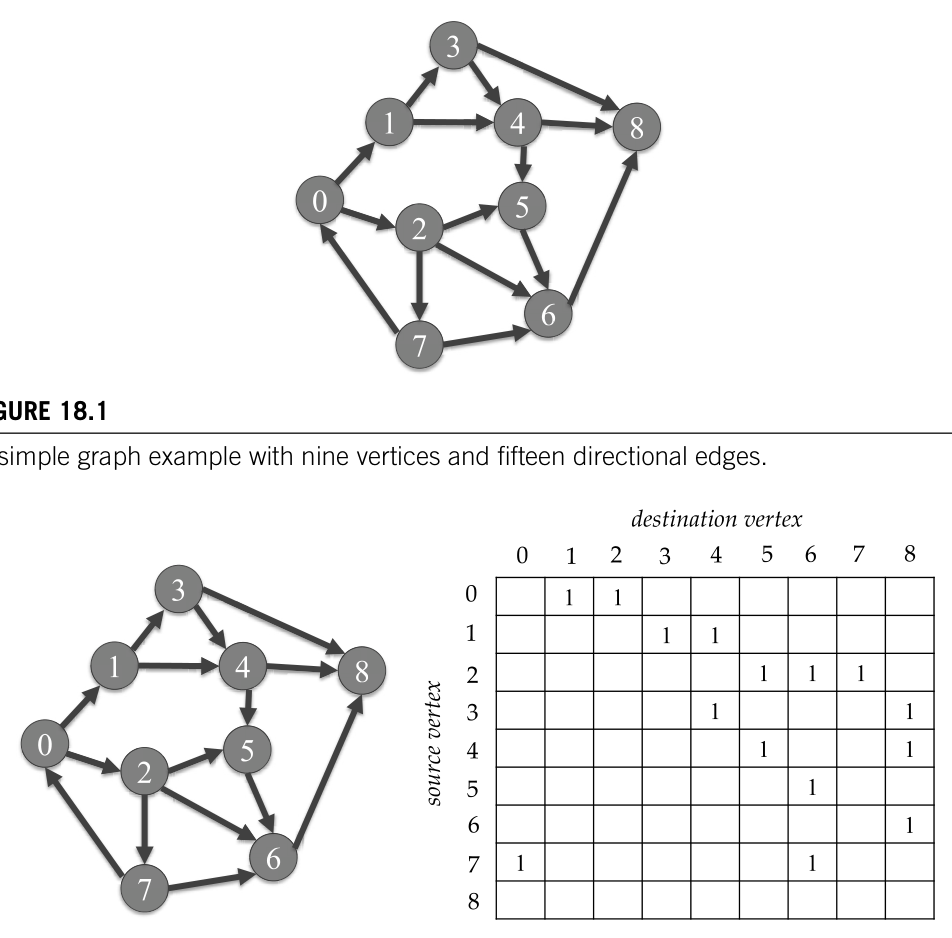 3
1
4
8
0
5
2
6
7
GURE 18.1
simple graph example with nine vertices and fifteen directional edges.
destination vertex
0 1 2 3 4 5 6 7 8
source vertex
0 1 1
1 1 1
2 1 1 1
3 1 1
4 1 1
5 1
6 1
7 1 1
8
3
1
4
8
0
5
2
6
7